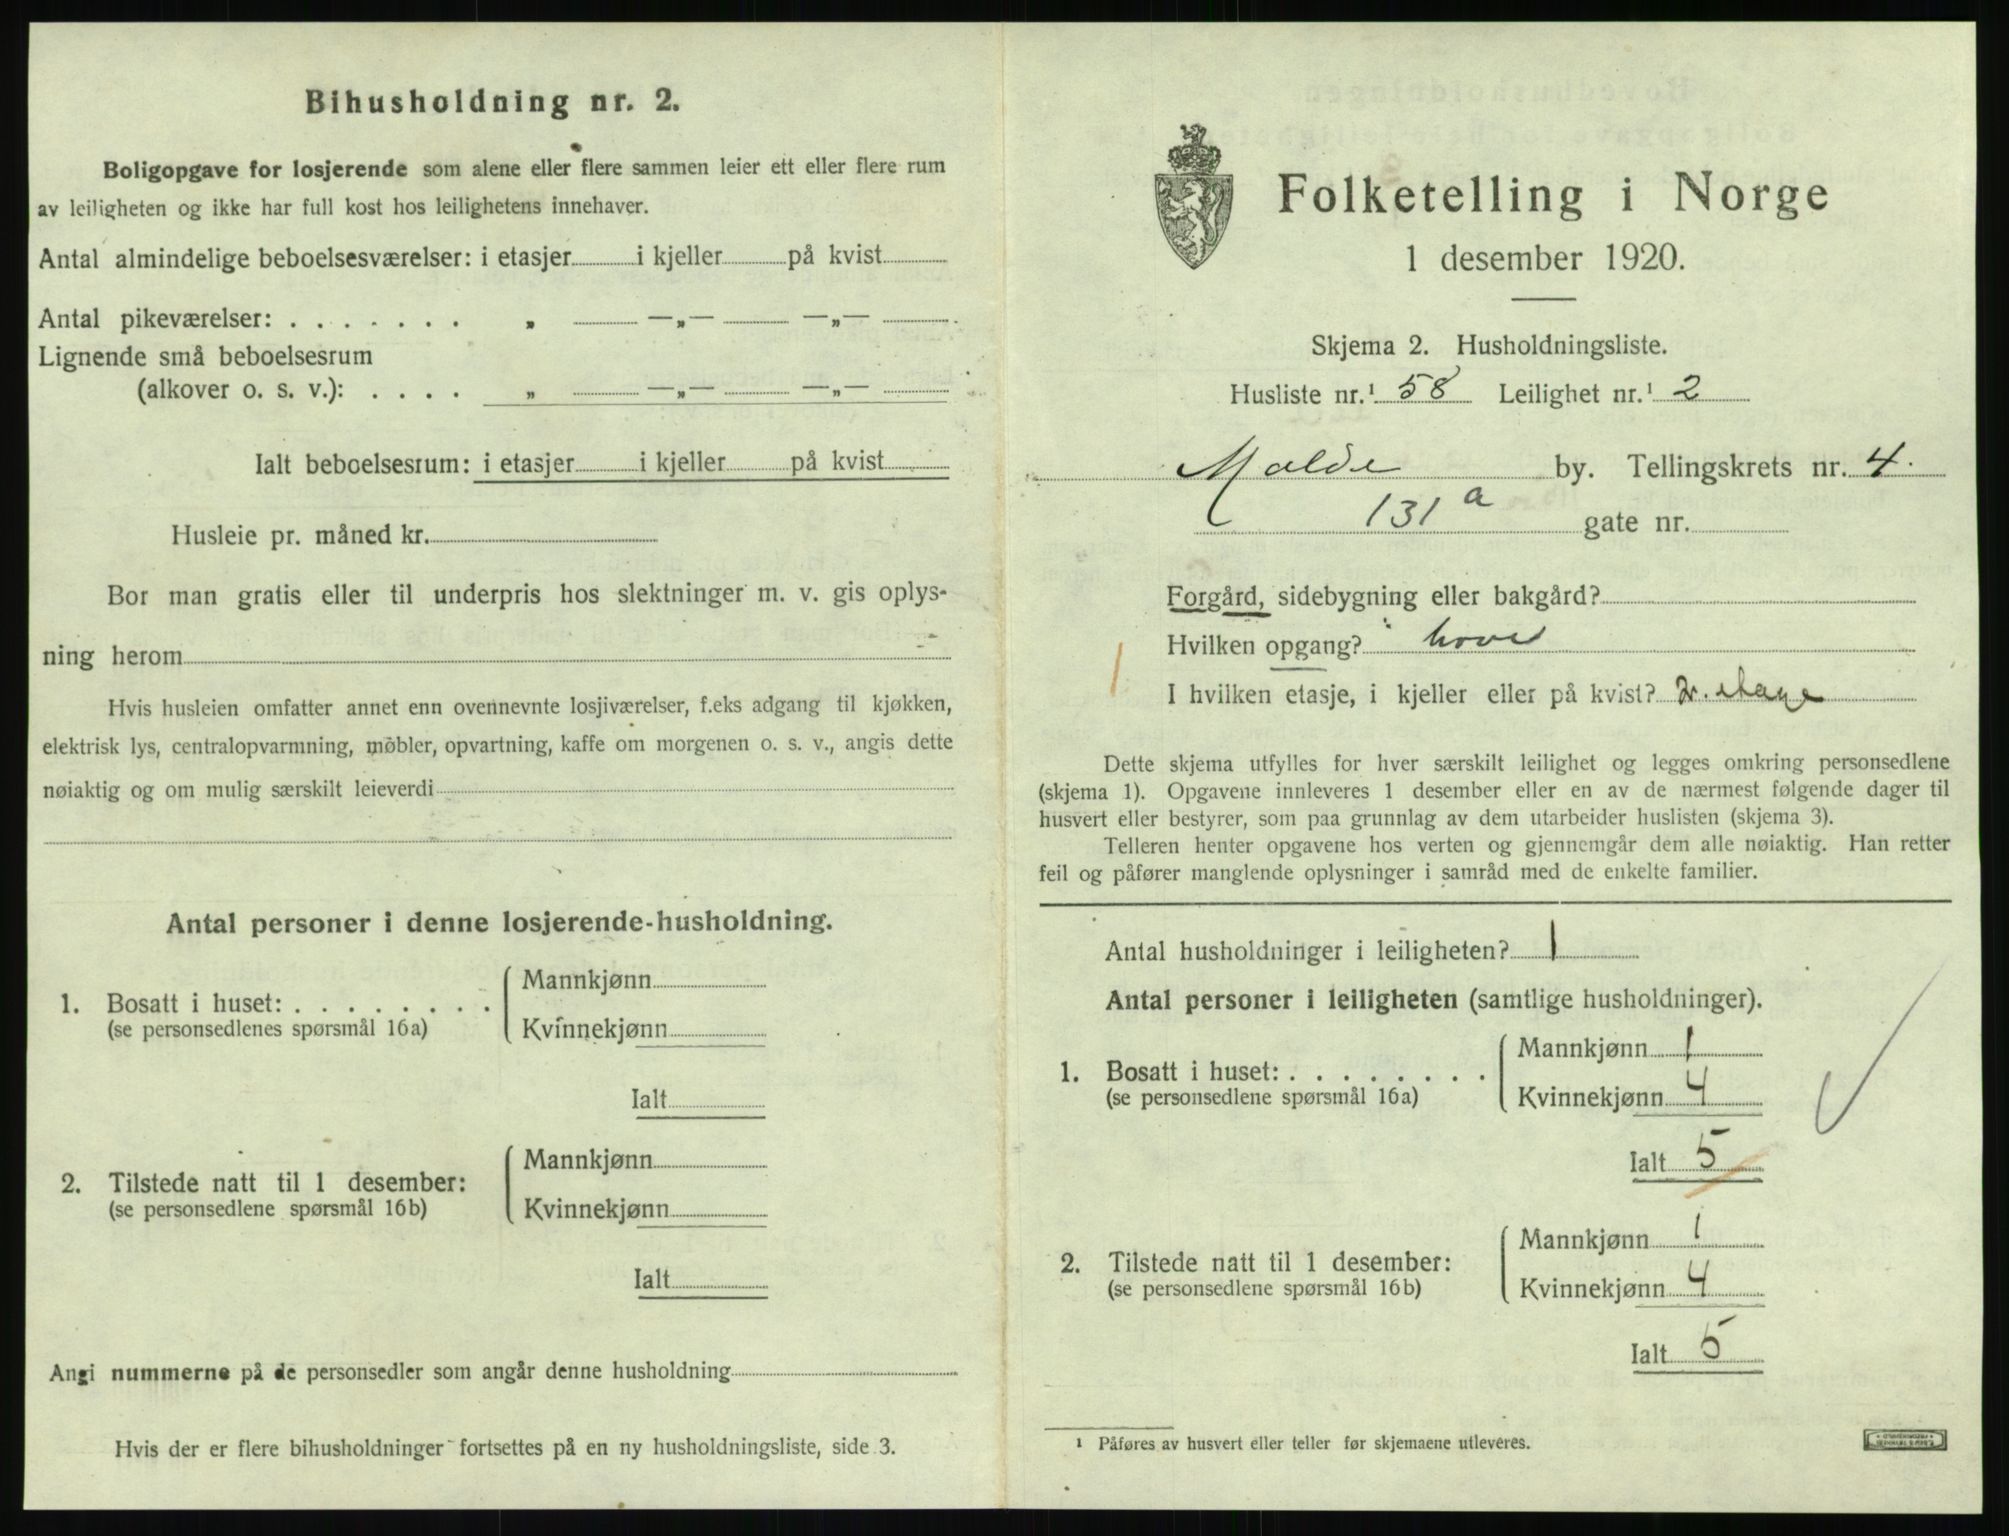 Bihusholdning nr. 2.
Boligopgave for losjerende som alene eller flere sammen leier ett eller flere rum
av leiligheten og ikke har full kost hos leilighetens innehaver.
Antal almindelige beboelsesværelser: i etasjer i kjeller på kvist
Antal pikeværelser: . . . . . . . „ —„— —„—
Lignende små beboelsesrum
(alkover o. s. v.): . . . . „ —„— —„—
Ialt beboelsesrum: i etasjer i kjeller på kvist
Husleie pr. måned kr.
Bor man gratis eller til underpris hos slektninger m. v. gis oplys-
ning herom
Hvis husleien omfatter annet enn ovennevnte losjiværelser, f.eks adgang til kjøkken,
elektrisk lys, centralopvarmning, møbler, opvartning, kaffe om morgenen o. s. v., angis dette
nøiaktig og om mulig særskilt leieverdi
Antal personer i denne losjerende-husholdning.
Mannkjønn
1. Bosatt i huset: . . . . . . . .
(se personsedlenes spørsmål 16a)
Kvinnekjønn
Ialt
Mannkjønn
2. Tilstede natt til 1 desember:
(se personsedlene spørsmål 16b)
Kvinnekjønn
Ialt
Angi nummerne på de personsedler som angår denne husholdning
Hvis der er flere bihusholdninger fortsettes på en ny husholdningsliste, side 3.
Folketelling i Norge
1 desember 1920.
Skjema 2. Husholdningsliste.
Husliste nr.¹ 58 Leilighet nr.¹ 2
Molde by. Tellingskrets nr. 4.
131 a gate nr.
Forgård, sidebygning eller bakgård?
Hvilken opgang? hove
1
I hvilken etasje, i kjeller eller på kvist? 2. etage
Dette skjema utfylles for hver særskilt leilighet og legges omkring personsedlene
(skjema 1). Opgavene innleveres 1 desember eller en av de nærmest følgende dager til
husvert eller bestyrer, som paa grunnlag av dem utarbeider huslisten (skjema 3).
Telleren henter opgavene hos verten og gjennemgår dem alle nøiaktig. Han retter
feil og påfører manglende oplysninger i samråd med de enkelte familier.
Antal husholdninger i leiligheten? 1
Antal personer i leiligheten (samtlige husholdninger).
Mannkjønn 1
1. Bosatt i huset: . . . . . . . .
(se personsedlene spørsmål 16a)
Kvinnekjønn 4
Ialt 5
Mannkjønn 1
2. Tilstede natt til 1 desember:
(se personsedlene spørsmål 16b)
Kvinnekjønn 4
Ialt 5
¹ Påføres av husvert eller teller før skjemaene utleveres.